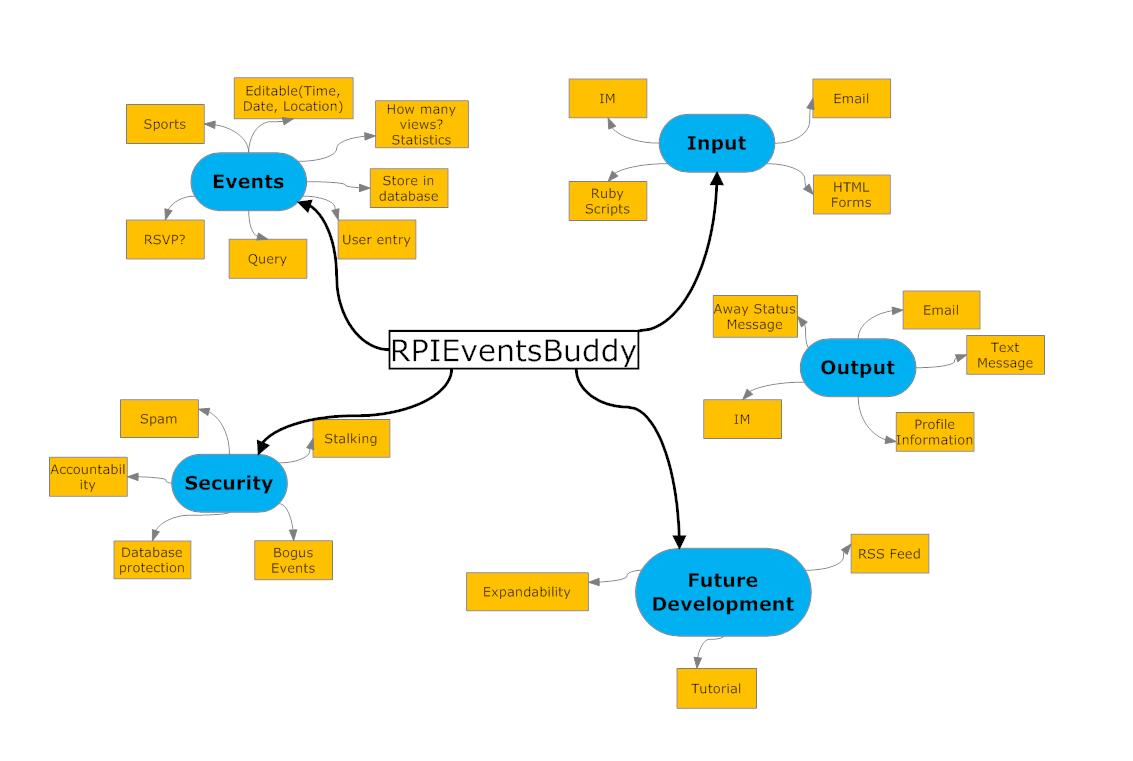 Editable(Time,
Date, Location)
Sports
How many
views?
Statistics
Events
Store in
database
RSVP?
Query
User entry
IM
Email
Input
Ruby
Scripts
HTML
Forms
RPIEventsBuddy
Away Status
Message
Email
Output
Text
Message
IM
Profile
Information
Spam
Stalking
Accountabil
ity
Security
Database
protection
Bogus
Events
Future
Development
RSS Feed
Expandability
Tutorial